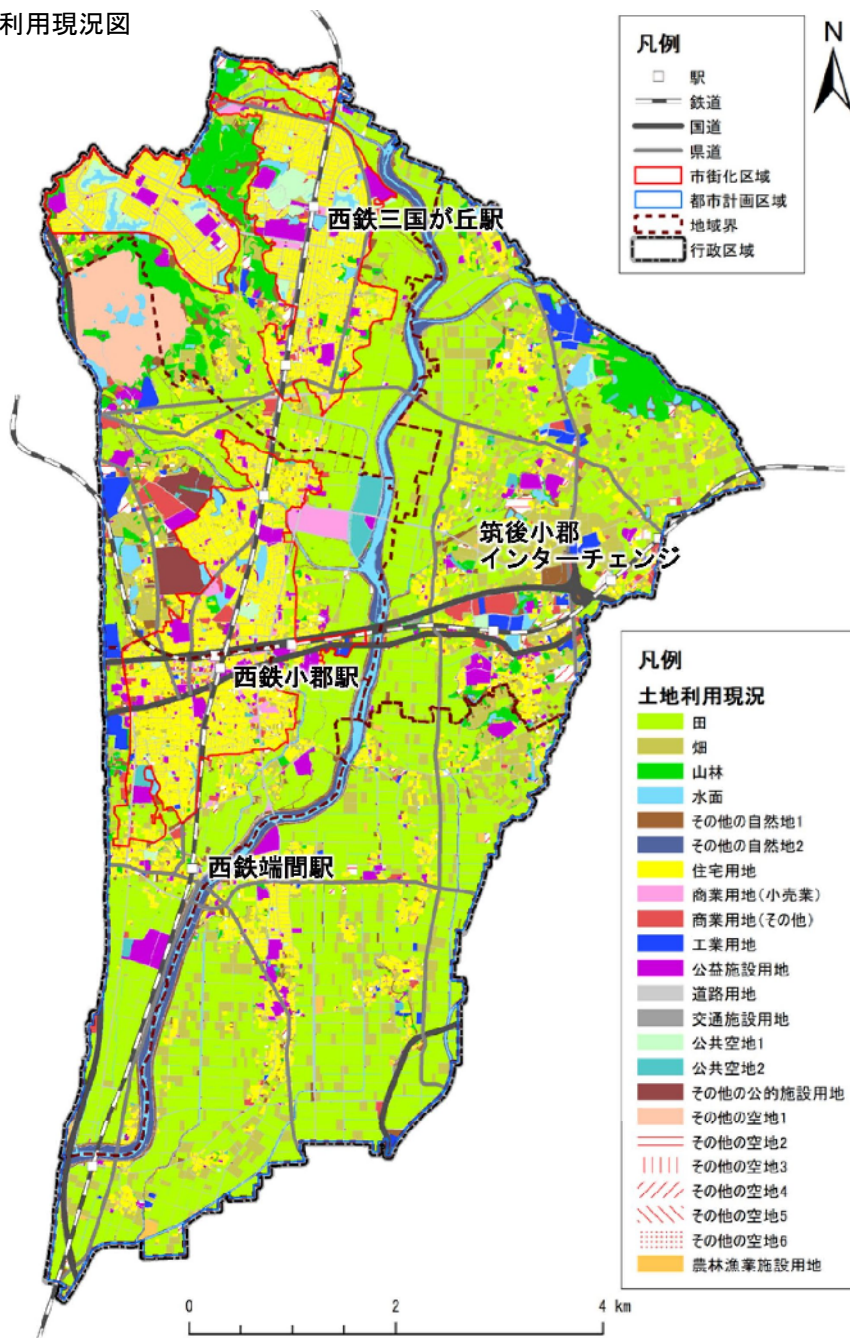 利用現況図
凡例
駅
鉄道
国道
県道
市街化区域
都市計画区域
地域界
行政区域
N
西鉄三国が丘駅
筑後小郡
インターチェンジ
西鉄小郡駅
西鉄端間駅
凡例
土地利用現況
田
畑
山林
水面
その他の自然地1
その他の自然地2
住宅用地
商業用地(小売業)
商業用地(その他)
工業用地
公益施設用地
道路用地
交通施設用地
公共空地1
公共空地2
その他の公的施設用地
その他の空地1
その他の空地2
その他の空地3
その他の空地4
その他の空地5
その他の空地6
農林漁業施設用地
0 2 4 km